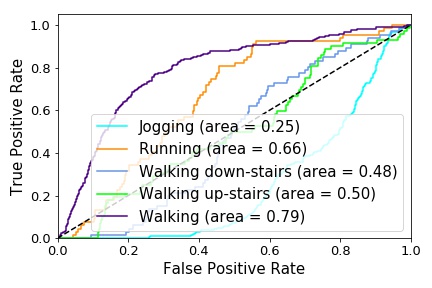 1.0
0.8
0.6
0.4
0.2
0.0
True Positive Rate
Jogging (area = 0.25)
Running (area = 0.66)
Walking down-stairs (area = 0.48)
Walking up-stairs (area = 0.50)
Walking (area = 0.79)
0.0 0.2 0.4 0.6 0.8 1.0
False Positive Rate